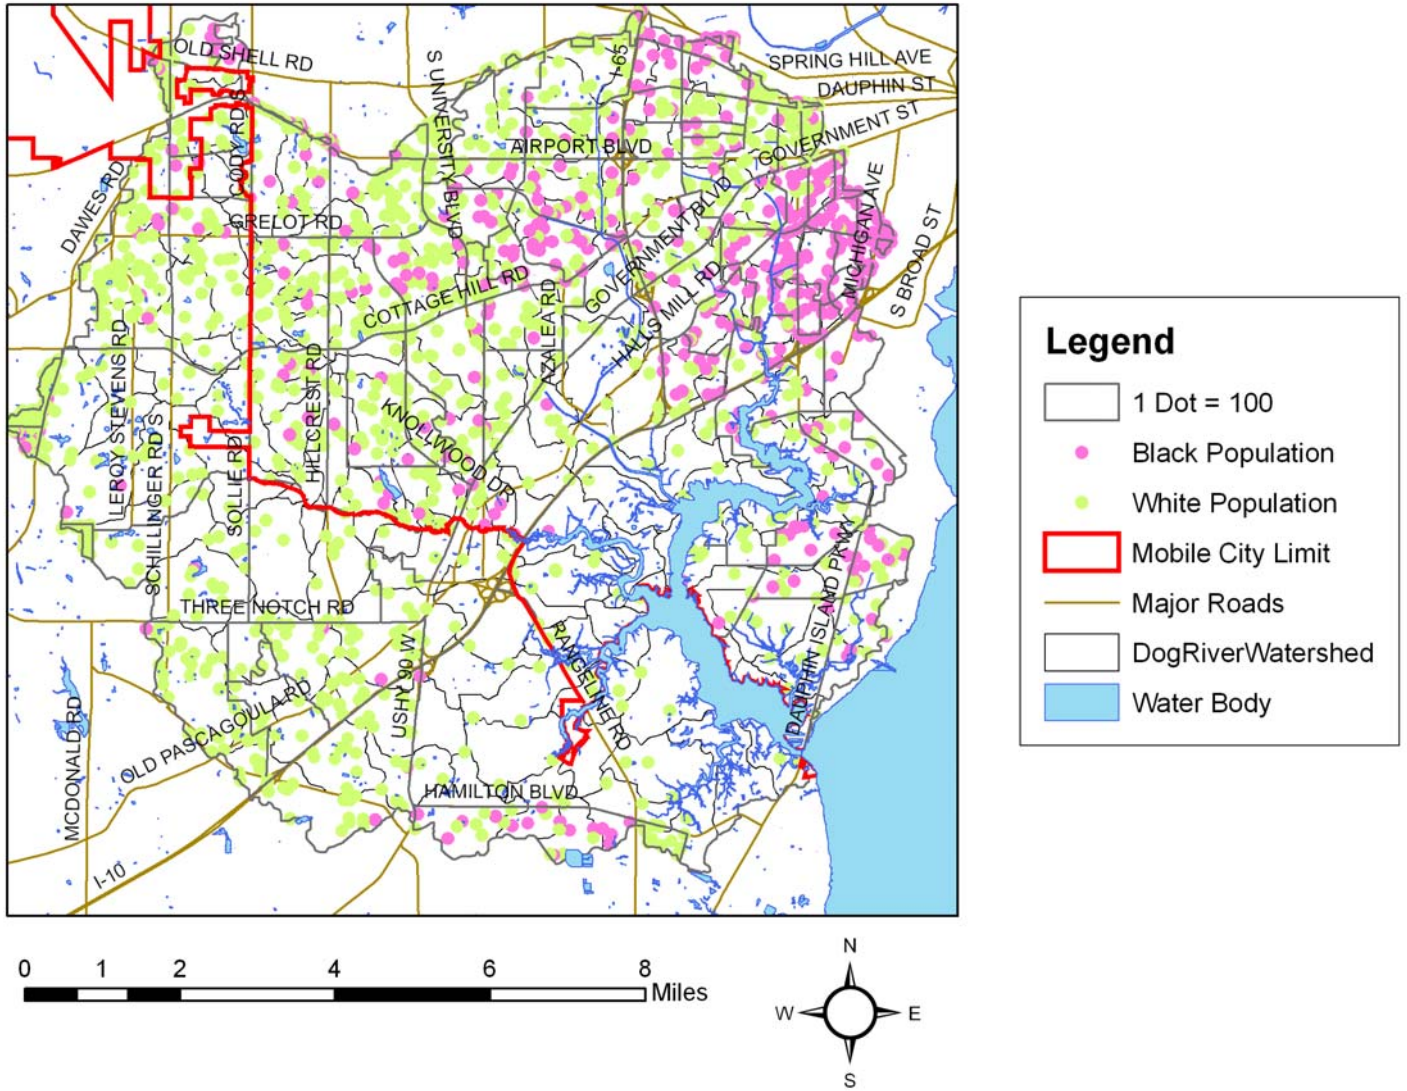 OLD SHELL RD
I-65
SPRING HILL AVE
DAUPHIN ST
GOVERNMENT ST
S UNIVERSITY BLVD
AIRPORT BLVD
CODY RD S
DAWES RD
GRELOT RD
MICHIGAN AVE
S BROAD ST
GOVERNMENT BLVD
COTTAGE HILL RD
HALLS MILL RD
AZALEA RD
LEROY STEVENS RD
HILLCREST RD
KNOLLWOOD DR
SCHILLINGER RD S
SOLLIE RD
THREE NOTCH RD
DAUPHIN ISLAND PKWY
RANGELINE RD
USHY 90 W
OLD PASCAGOULA RD
MCDONALD RD
HAMILTON BLVD
I-10
Legend
1 Dot = 100
Black Population
White Population
Mobile City Limit
Major Roads
DogRiverWatershed
Water Body
0 1 2 4 6 8
Miles
N
W E
S